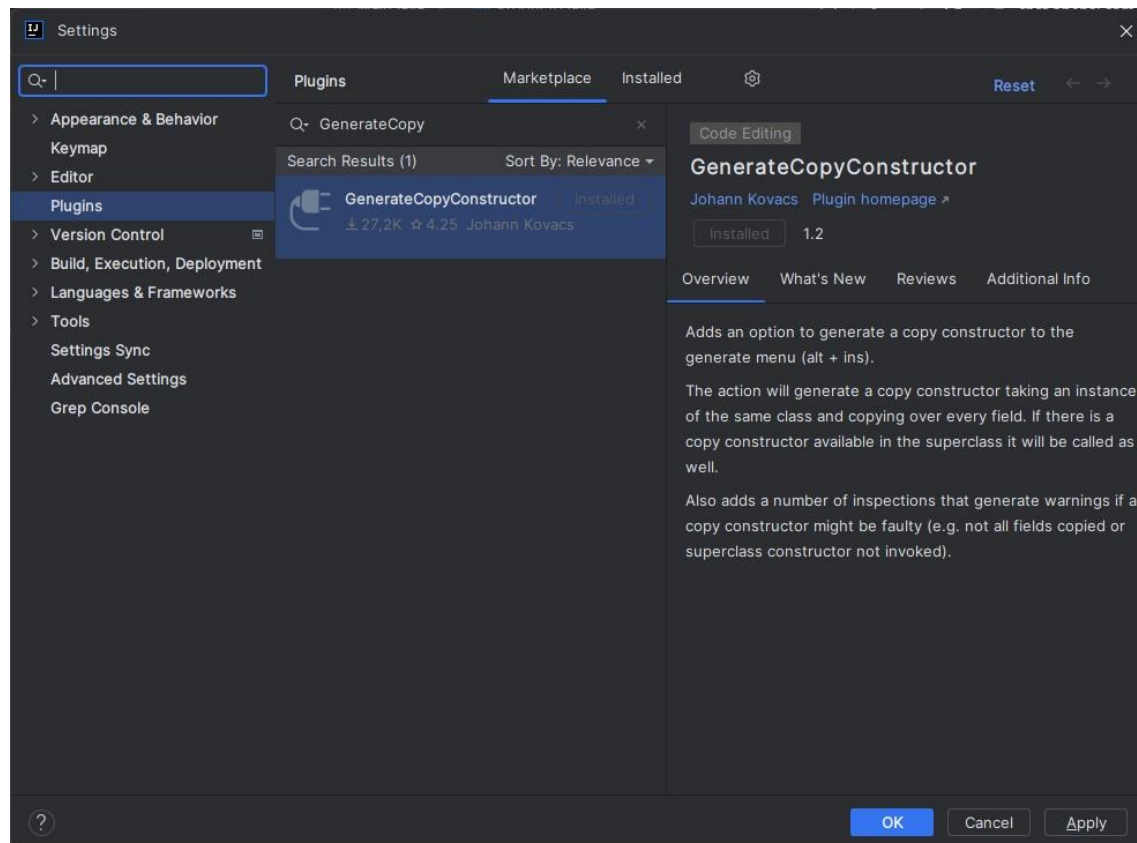 IJ Settings
Appearance & Behavior
Keymap
Editor
Plugins
Version Control
Build, Execution, Deployment
Languages & Frameworks
Tools
Settings Sync
Advanced Settings
Grep Console
Plugins Marketplace Installed Reset
GenerateCopy
Search Results (1) Sort By: Relevance
GenerateCopyConstructor Installed
27,2K 4.25 Johann Kovacs
Code Editing
GenerateCopyConstructor
Johann Kovacs Plugin homepage
Installed 1.2
Overview What's New Reviews Additional Info
Adds an option to generate a copy constructor to the
generate menu (alt + ins).
The action will generate a copy constructor taking an instance
of the same class and copying over every field. If there is a
copy constructor available in the superclass it will be called as
well.
Also adds a number of inspections that generate warnings if a
copy constructor might be faulty (e.g. not all fields copied or
superclass constructor not invoked).
? OK Cancel Apply